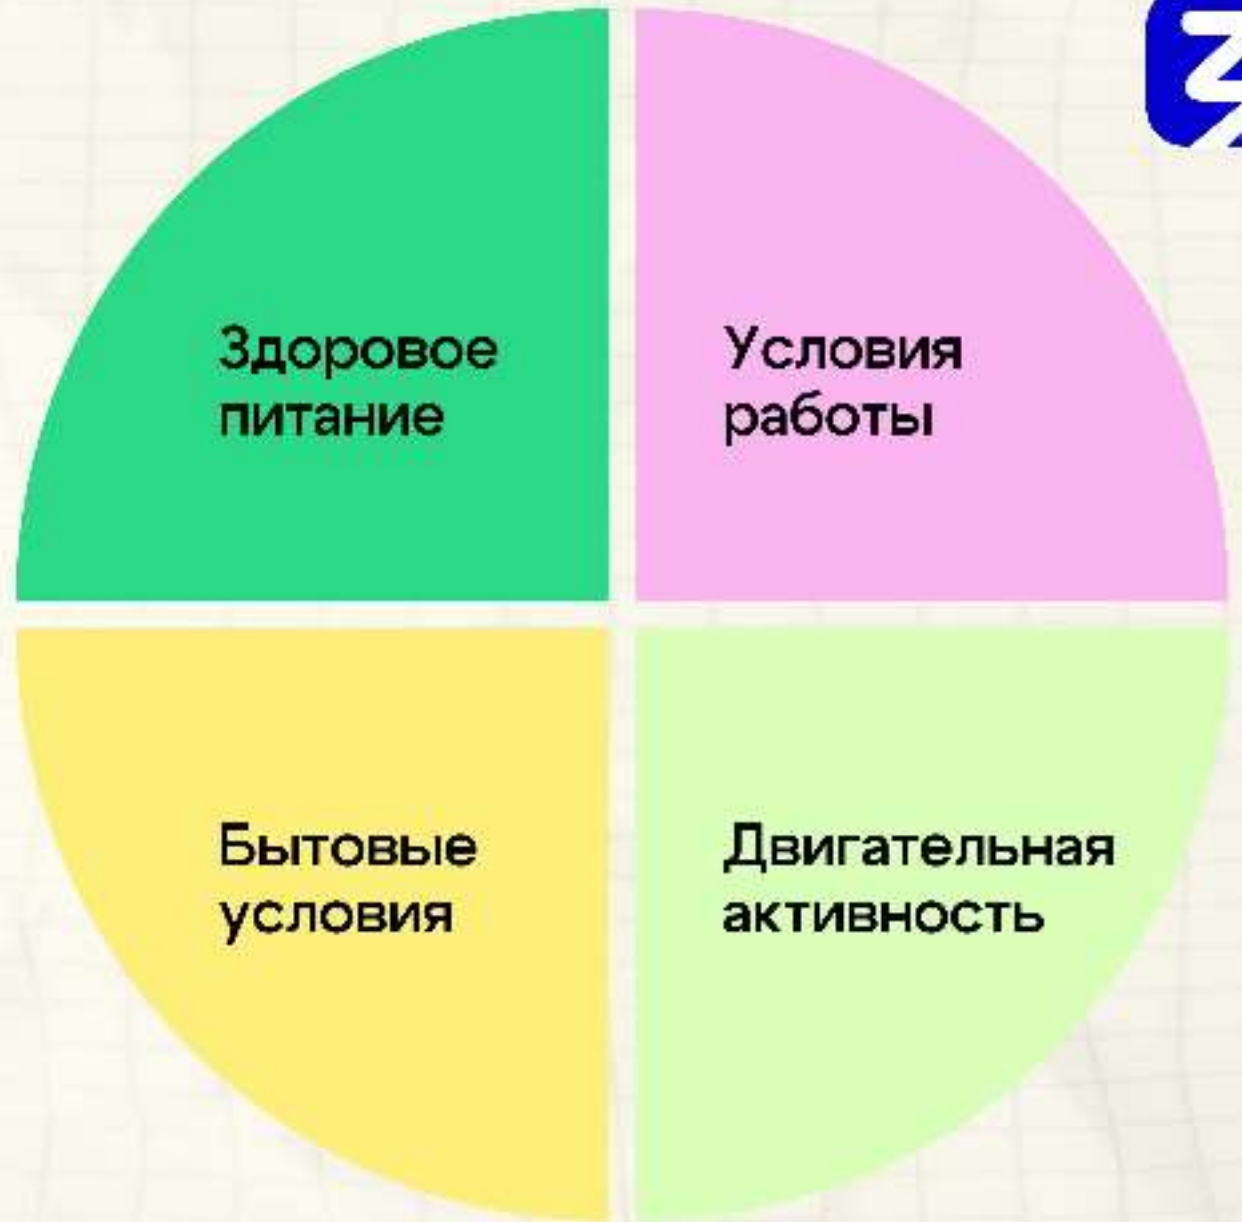 Здоровое
питание
Условия
работы
Бытовые
условия
Двигательная
активность